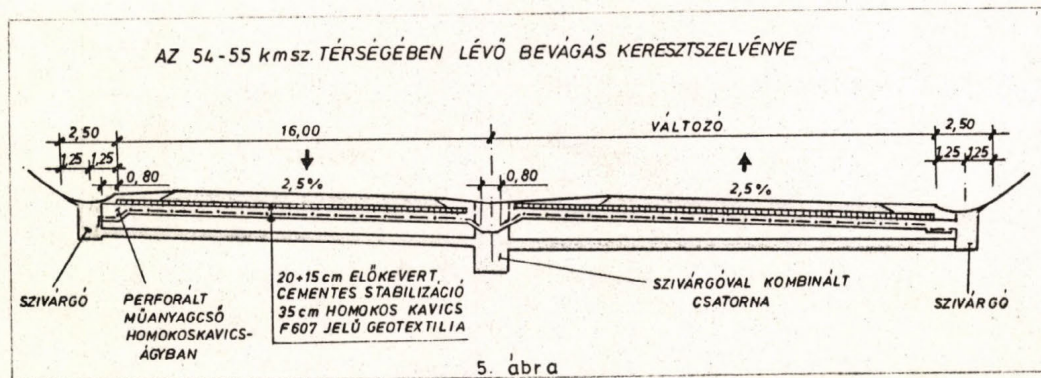 AZ 54-55 kmsz. TÉRSÉGÉBEN LÉVŐ BEVÁGÁS KERESZTSZELVÉNYE
2,50
16,00
VÁLTOZÓ
2,50
1,25
1,25
1,25
1,25
0,80
2,5%
0,80
2,5%
SZIVÁRGÓ
PERFORÁLT
MŰANYAGCSŐ
HOMOKOSKAVICS-
ÁGYBAN
20+15 cm ELŐKEVERT,
CEMENTES STABILIZÁCIÓ
35cm HOMOKOS KAVICS
F607 JELŰ GEOTEXTILIA
SZIVÁRGÓVAL KOMBINÁLT
CSATORNA
SZIVÁRGÓ
5. ábra